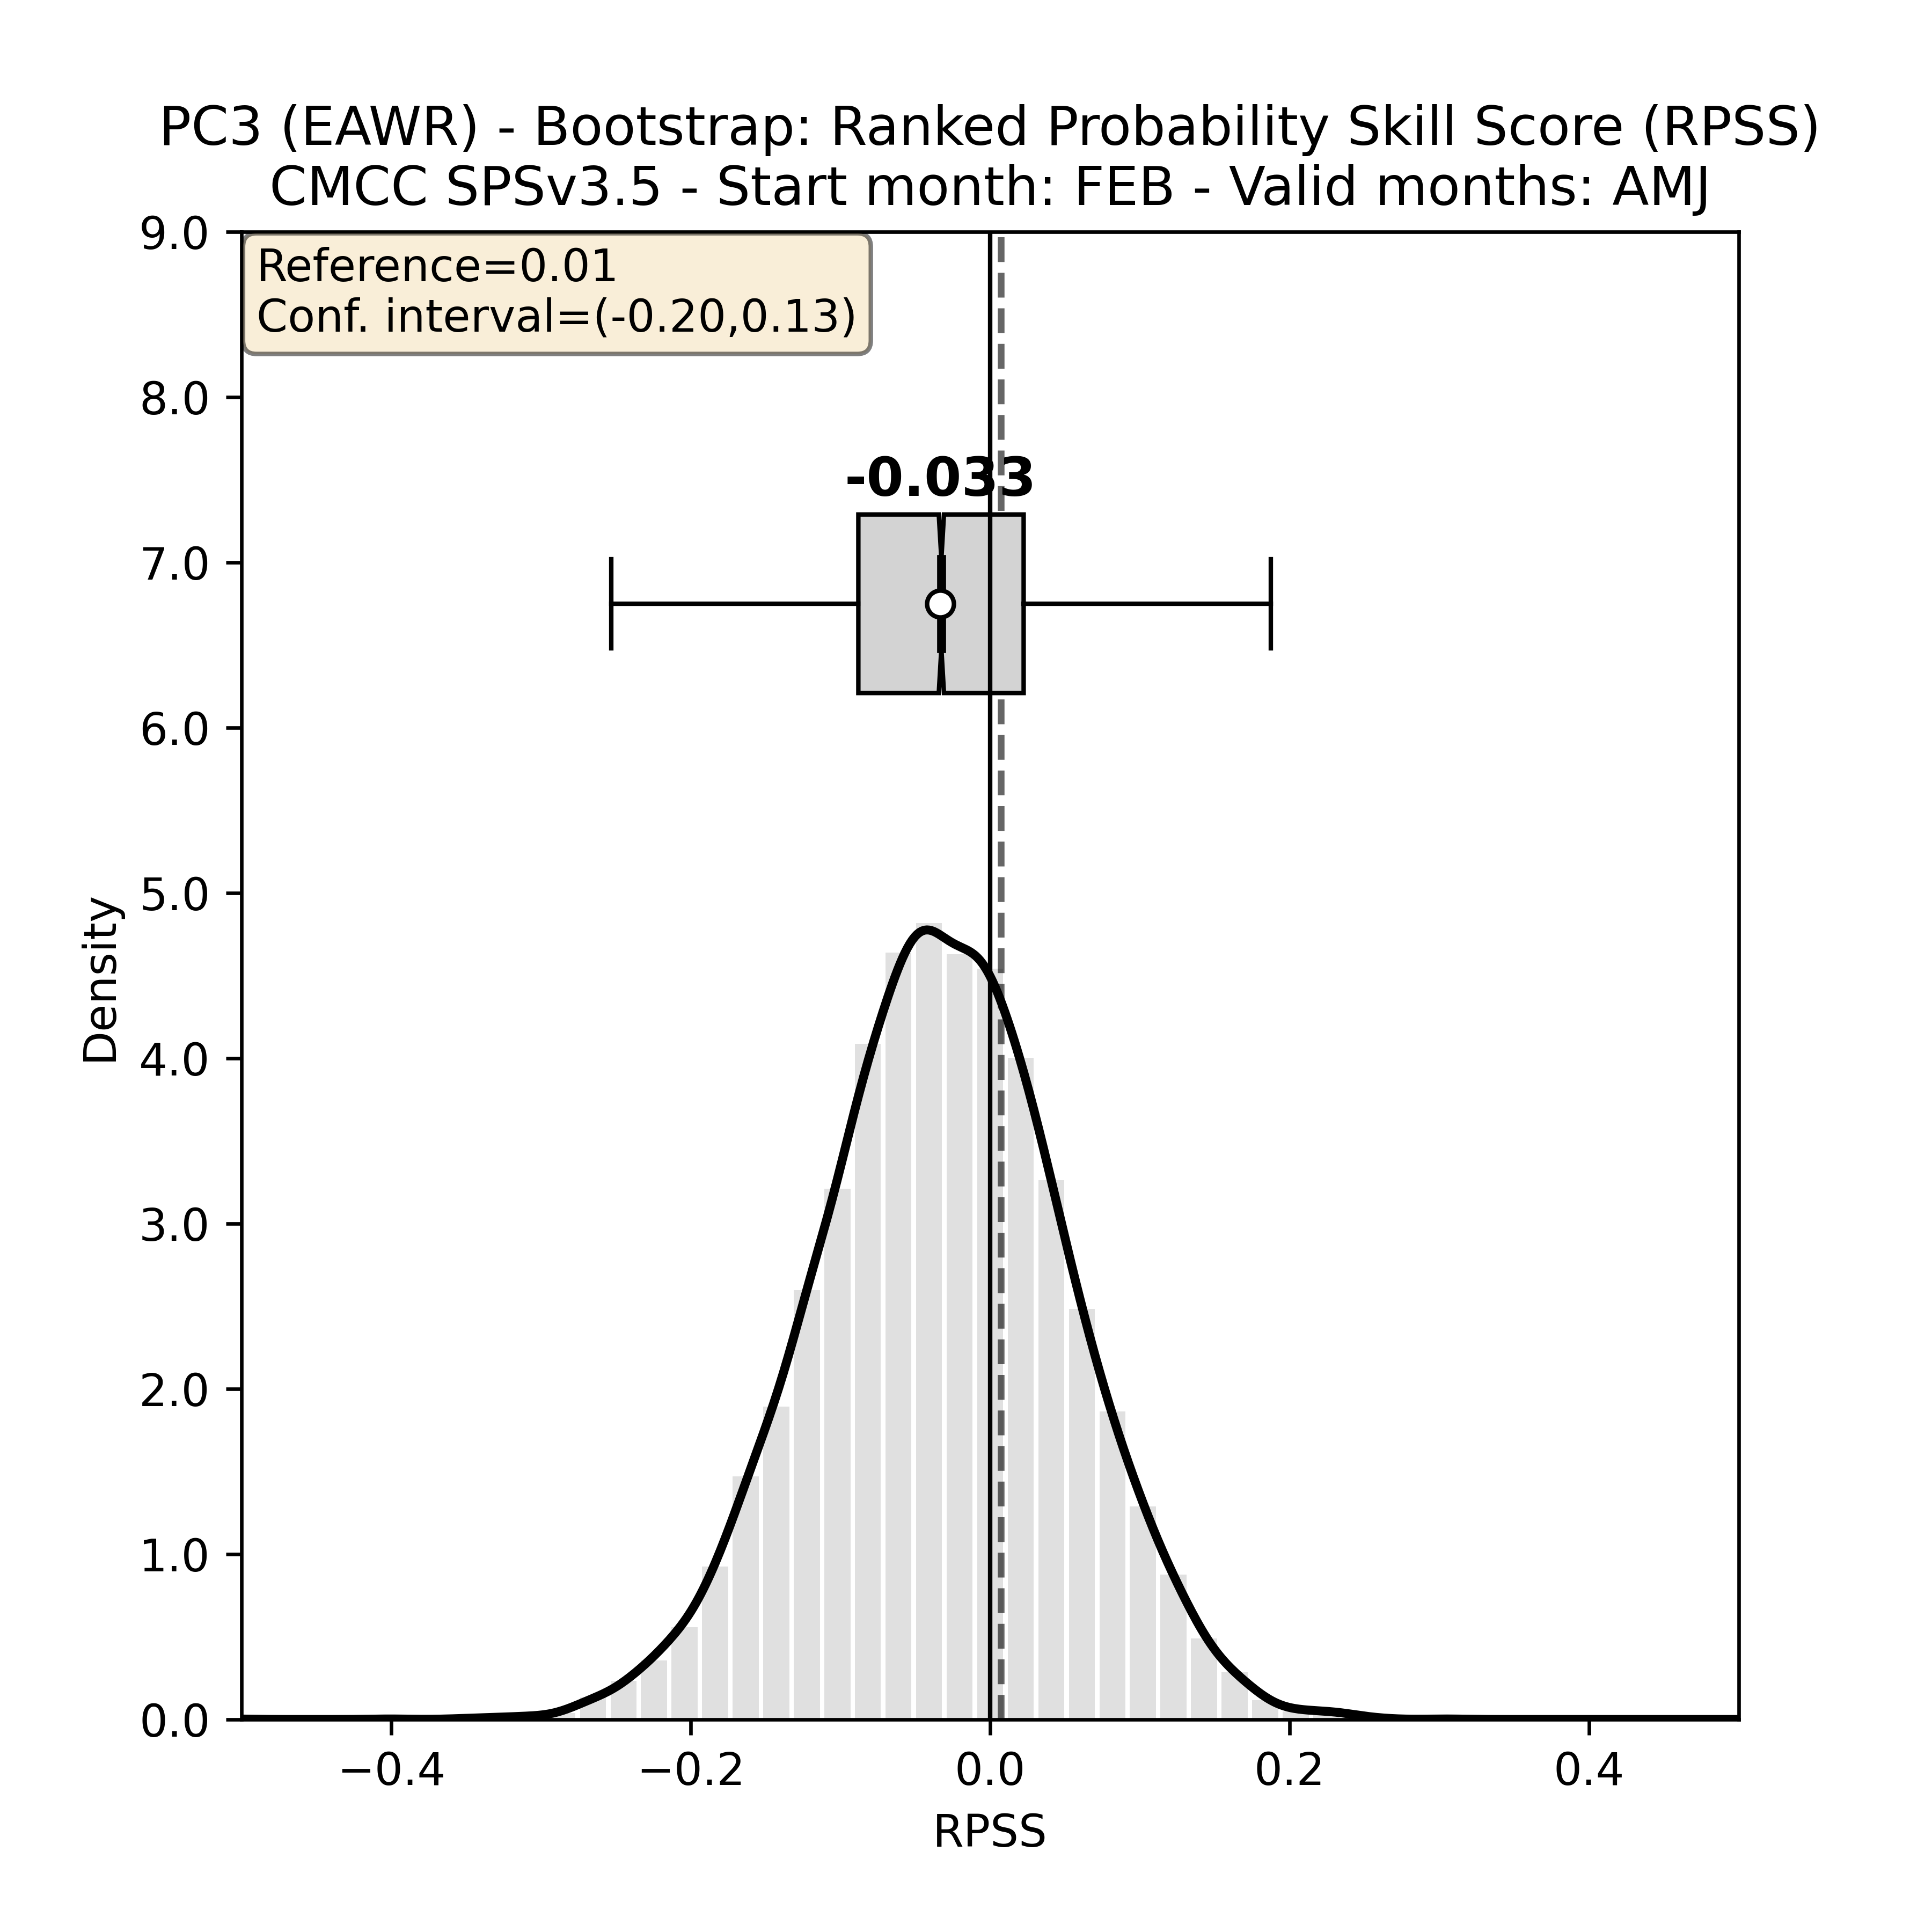 PC3 (EAWR) - Bootstrap: Ranked Probability Skill Score (RPSS)
CMCC SPSv3.5 - Start month: FEB - Valid months: AMJ
9.0
Reference=0.01
Conf. interval=(-0.20,0.13)
8.0
-0.033
7.0
6.0
5.0
Density
4.0
3.0
2.0
1.0
0.0
−0.4
−0.2
0.0
0.2
0.4
RPSS